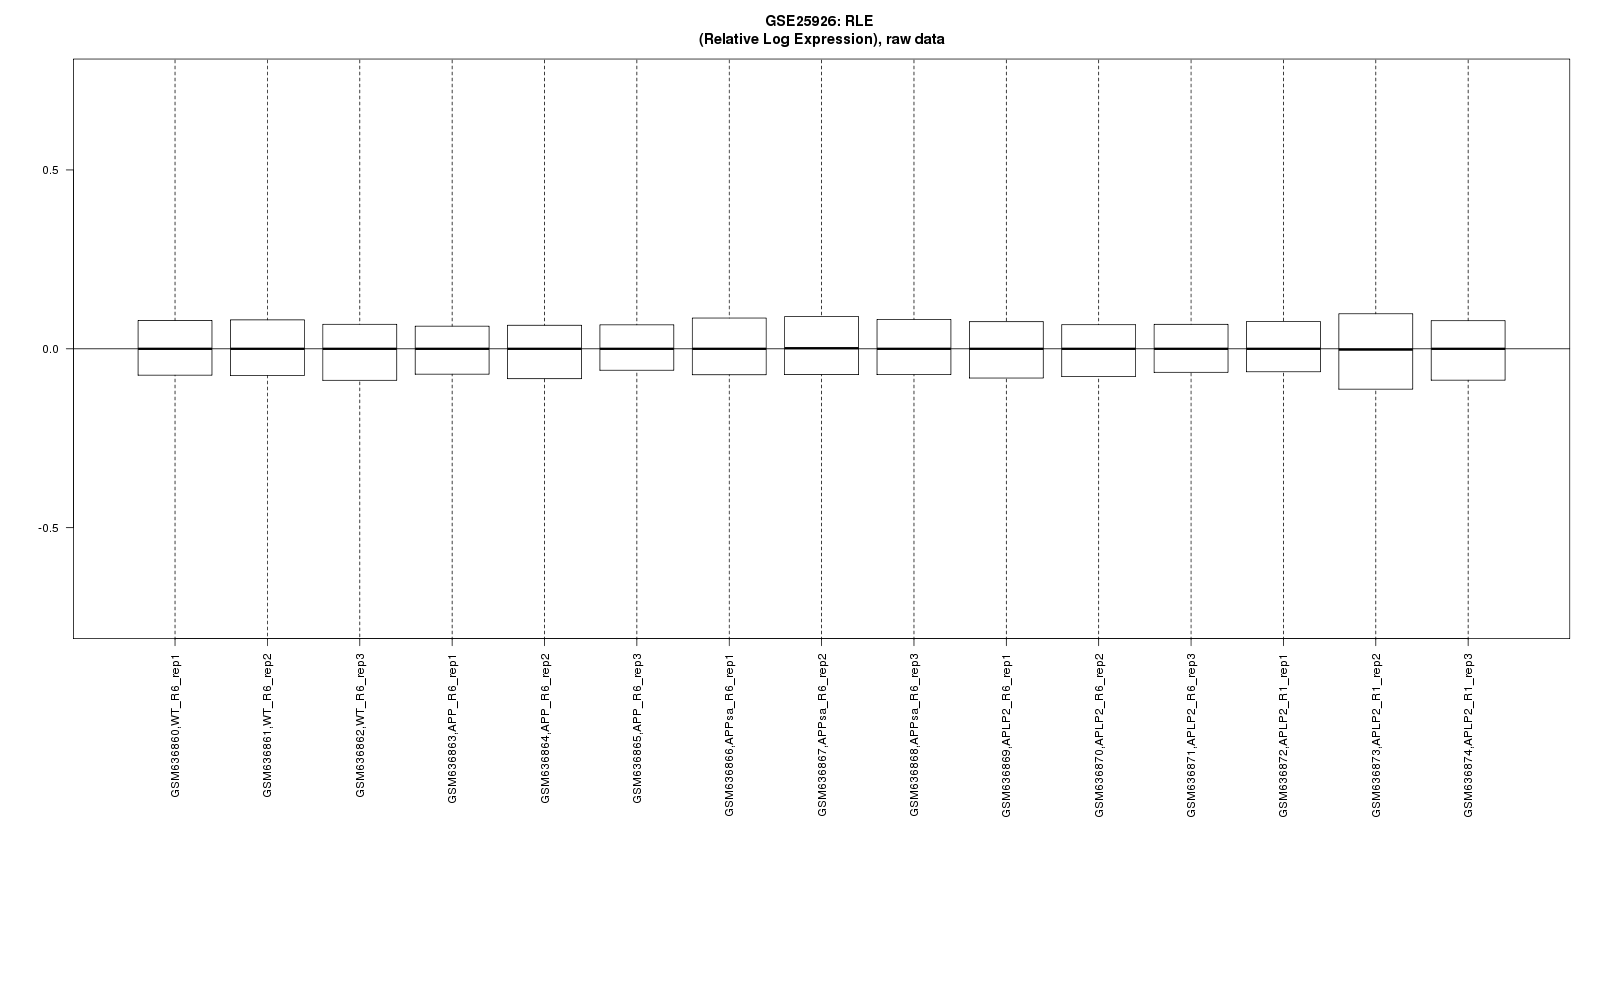 GSE25926: RLE
(Relative Log Expression), raw data
0.5
0.0
-0.5
GSM636860,WT_R6_rep1
GSM636861,WT_R6_rep2
GSM636862,WT_R6_rep3
GSM636863,APP_R6_rep1
GSM636864,APP_R6_rep2
GSM636865,APP_R6_rep3
GSM636866,APPsa_R6_rep1
GSM636867,APPsa_R6_rep2
GSM636868,APPsa_R6_rep3
GSM636869,APLP2_R6_rep1
GSM636870,APLP2_R6_rep2
GSM636871,APLP2_R6_rep3
GSM636872,APLP2_R1_rep1
GSM636873,APLP2_R1_rep2
GSM636874,APLP2_R1_rep3